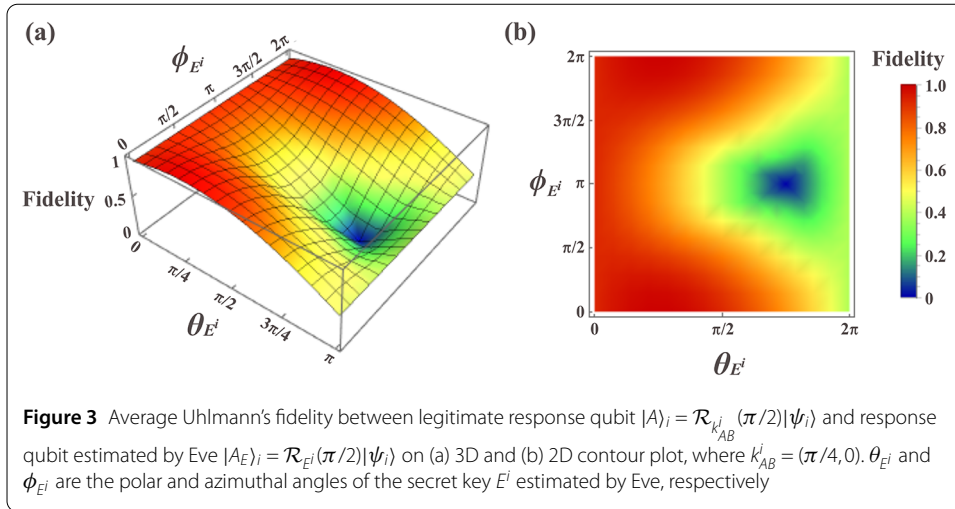 (a)
ϕ_{E^i}
0 π/2 π 3π/2 2π
1
Fidelity 0.5
0
0 π/4 π/2 3π/4 π
θ_{E^i}
(b)
Fidelity
2π
3π/2
ϕ_{E^i} π
π/2
0
0 π/2 2π
θ_{E^i}
1.0
0.8
0.6
0.4
0.2
0
Figure 3 Average Uhlmann's fidelity between legitimate response qubit |A⟩_i = 𝓡_{k^i_{AB}}(π/2)|ψ_i⟩ and response
qubit estimated by Eve |A_E⟩_i = 𝓡_{E^i}(π/2)|ψ_i⟩ on (a) 3D and (b) 2D contour plot, where k^i_{AB} = (π/4, 0). θ_{E^i} and
ϕ_{E^i} are the polar and azimuthal angles of the secret key E^i estimated by Eve, respectively